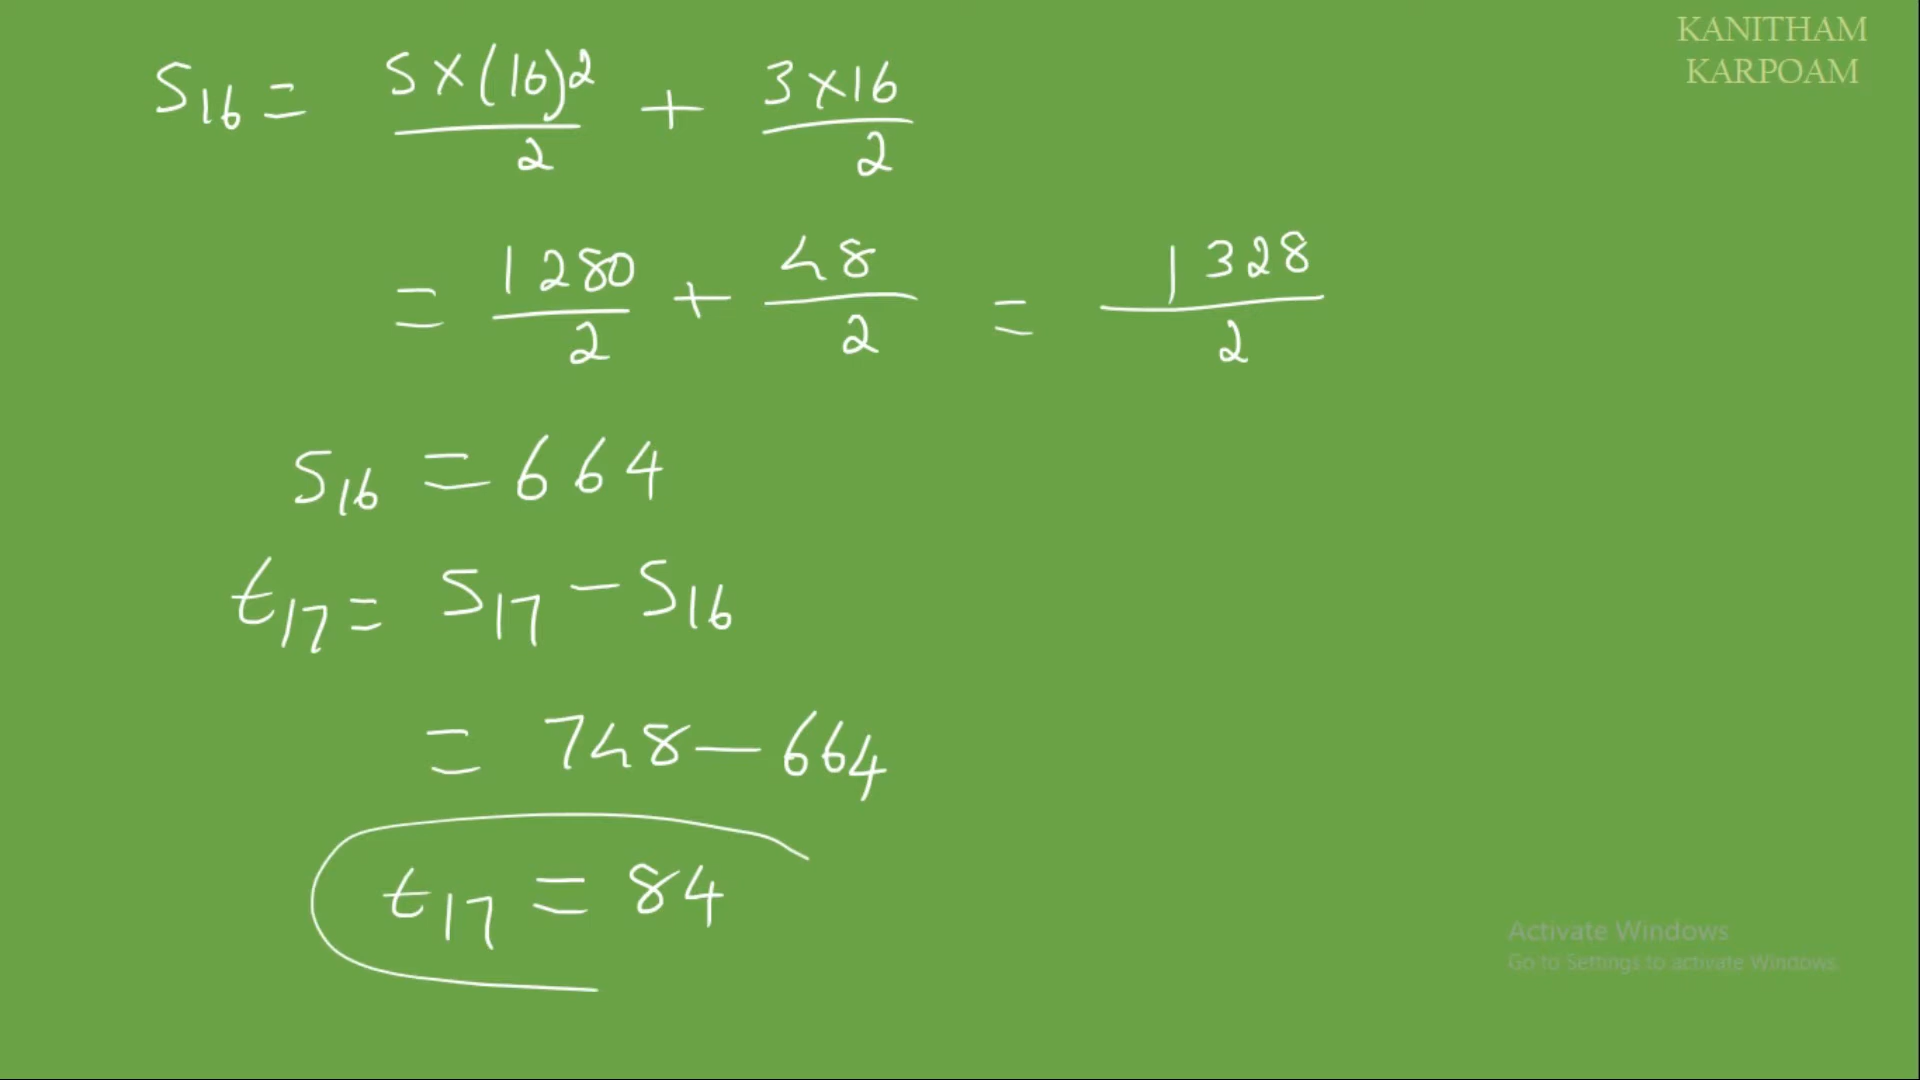 KANITHAM
KARPOAM
S₁₆ = 5×(16)²/2 + 3×16/2
= 1280/2 + 48/2 = 1328/2
S₁₆ = 664
t₁₇ = S₁₇ − S₁₆
= 748 − 664
t₁₇ = 84
Activate Windows
Go to Settings to activate Windows.